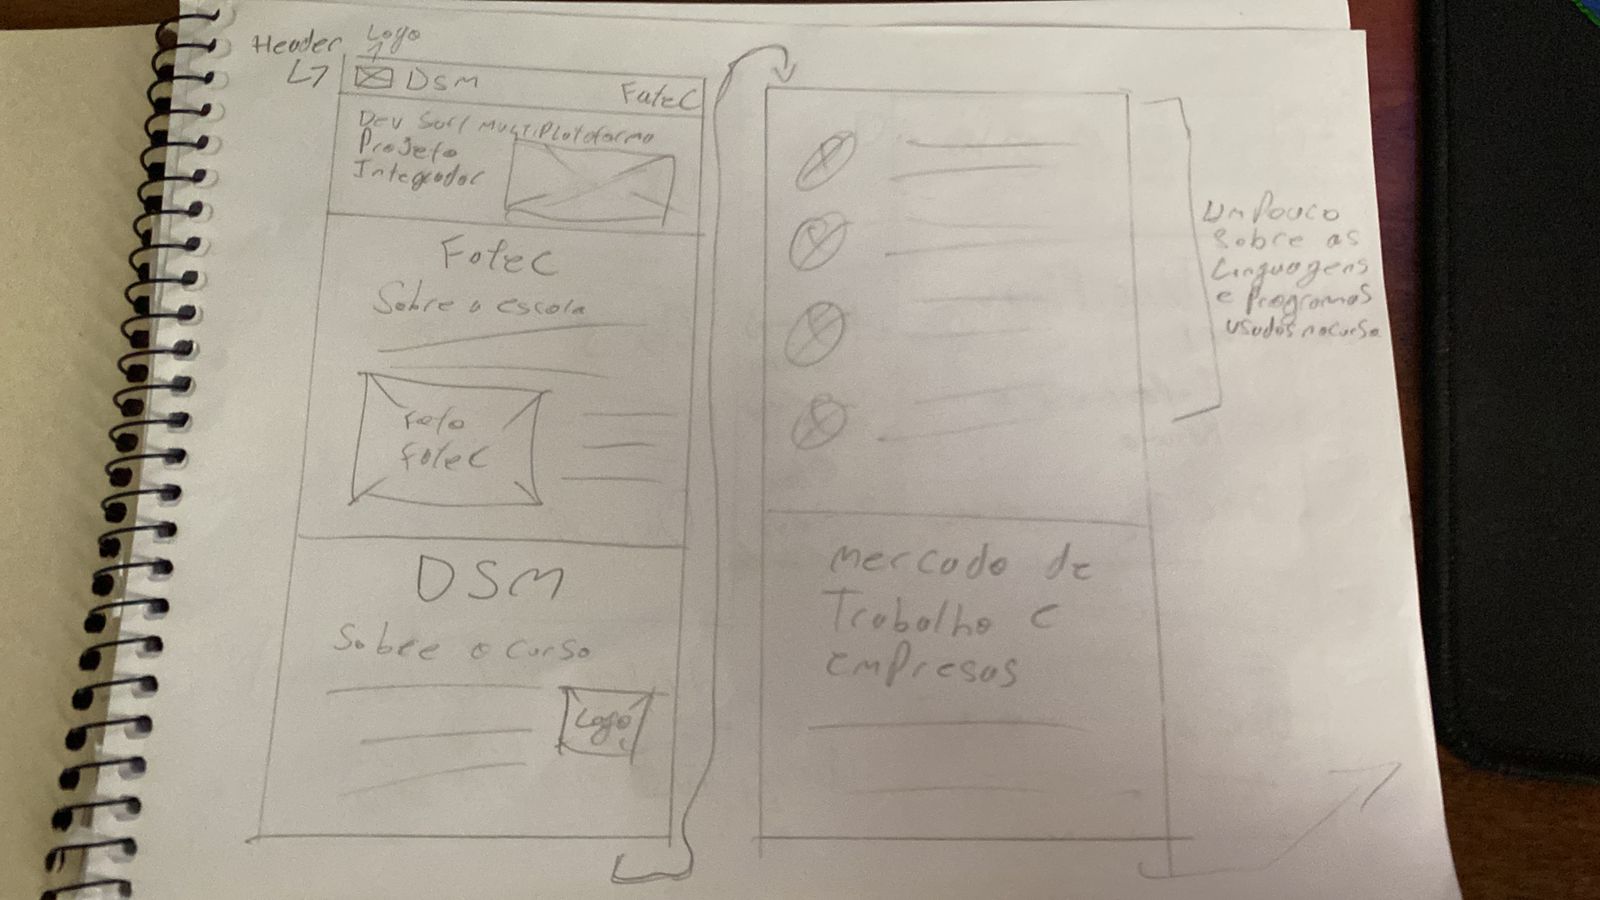 Header
Logo
DSM
Fatec
Dev Soft MULTiPlataforma
Projeto
Integrador
Fatec
Sobre a escola
Foto
Fatec
DSM
Sobre o curso
Logo
Um Pouco
Sobre as
Linguagens
e Programas
usados no curso
Mercado de
Trabalho e
empresas